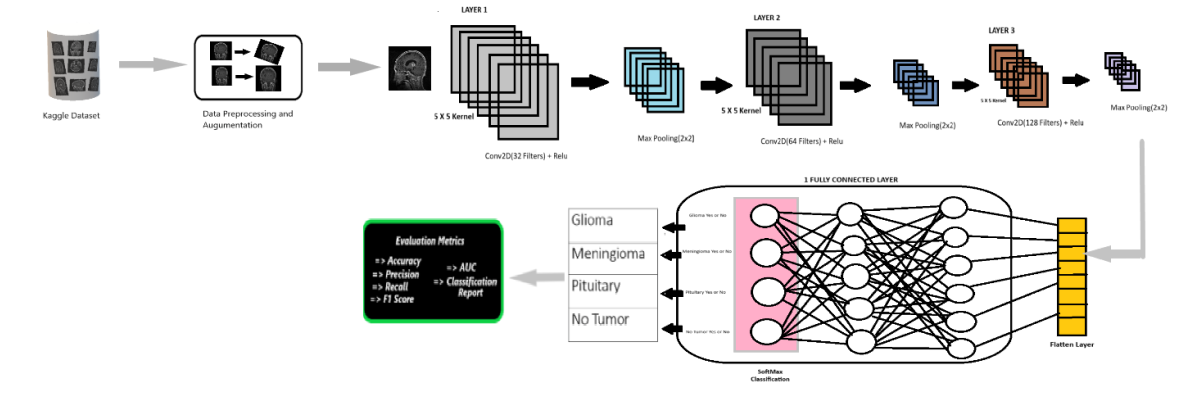 Kaggle Dataset
Data Preprocessing and
Augumentation
LAYER 1
5 X 5 Kernel
Conv2D(32 Filters) + Relu
Max Pooling(2x2]
LAYER 2
5 X 5 Kernel
Conv2D(64 Filters) + Relu
Max Pooling(2x2)
LAYER 3
5 X 5 Kernel
Conv2D(128 Filters) + Relu
Max Pooling(2x2)
1 FULLY CONNECTED LAYER
Flatten Layer
Glioma Yes or No
Meningioma Yes or No
Pituitary Yes or No
No tumor Yes or No
SoftMax
Classification
Glioma
Meningioma
Pituitary
No Tumor
Evaluation Metrics
=> Accuracy
=> Precision
=> Recall
=> F1 Score
=> AUC
=> Classification
Report